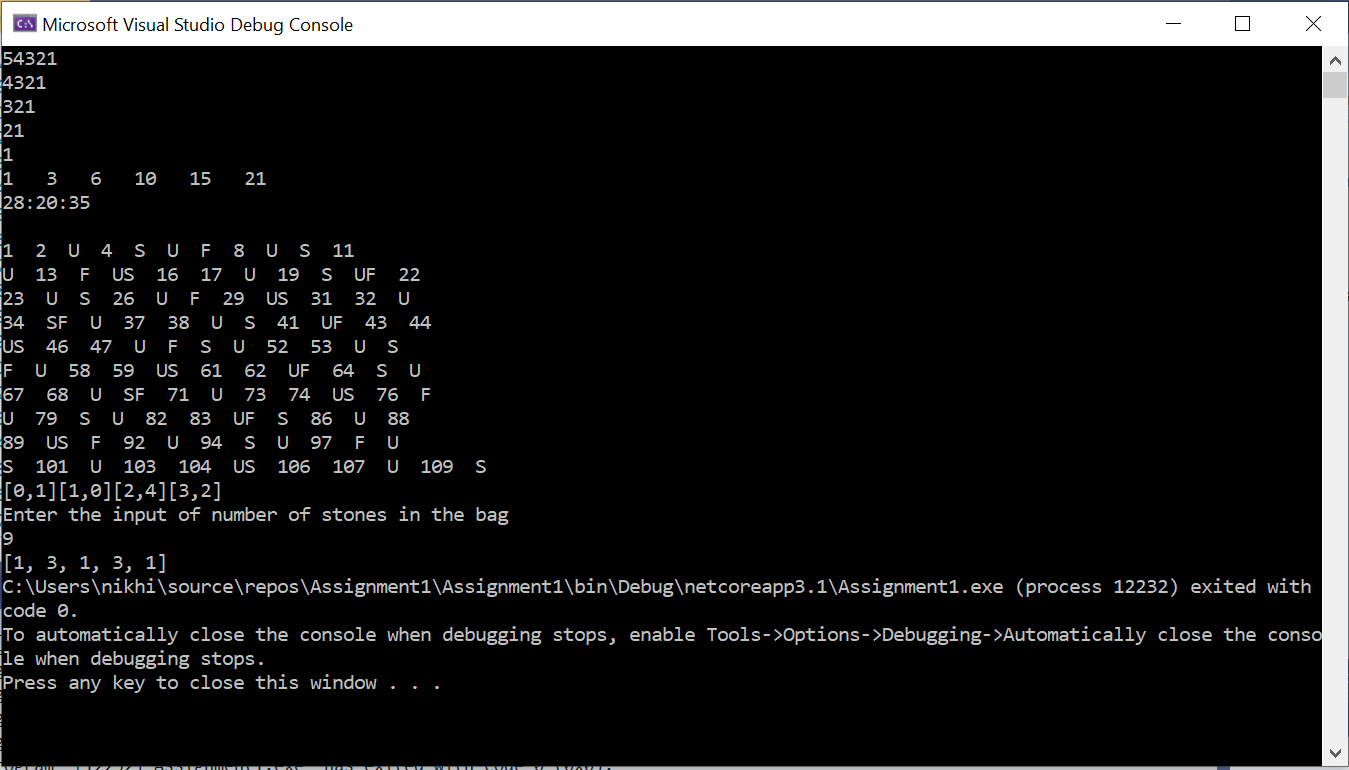 Microsoft Visual Studio Debug Console
54321
4321
321
21
1
1   3   6   10   15   21
28:20:35
1  2  U  4  S  U  F  8  U  S  11
U  13  F  US  16  17  U  19  S  UF  22
23  U  S  26  U  F  29  US  31  32  U
34  SF  U  37  38  U  S  41  UF  43  44
US  46  47  U  F  S  U  52  53  U  S
F  U  58  59  US  61  62  UF  64  S  U
67  68  U  SF  71  U  73  74  US  76  F
U  79  S  U  82  83  UF  S  86  U  88
89  US  F  92  U  94  S  U  97  F  U
S  101  U  103  104  US  106  107  U  109  S
[0,1][1,0][2,4][3,2]
Enter the input of number of stones in the bag
9
[1, 3, 1, 3, 1]
C:\Users\nikhi\source\repos\Assignment1\Assignment1\bin\Debug\netcoreapp3.1\Assignment1.exe (process 12232) exited with
code 0.
To automatically close the console when debugging stops, enable Tools->Options->Debugging->Automatically close the conso
le when debugging stops.
Press any key to close this window . . .